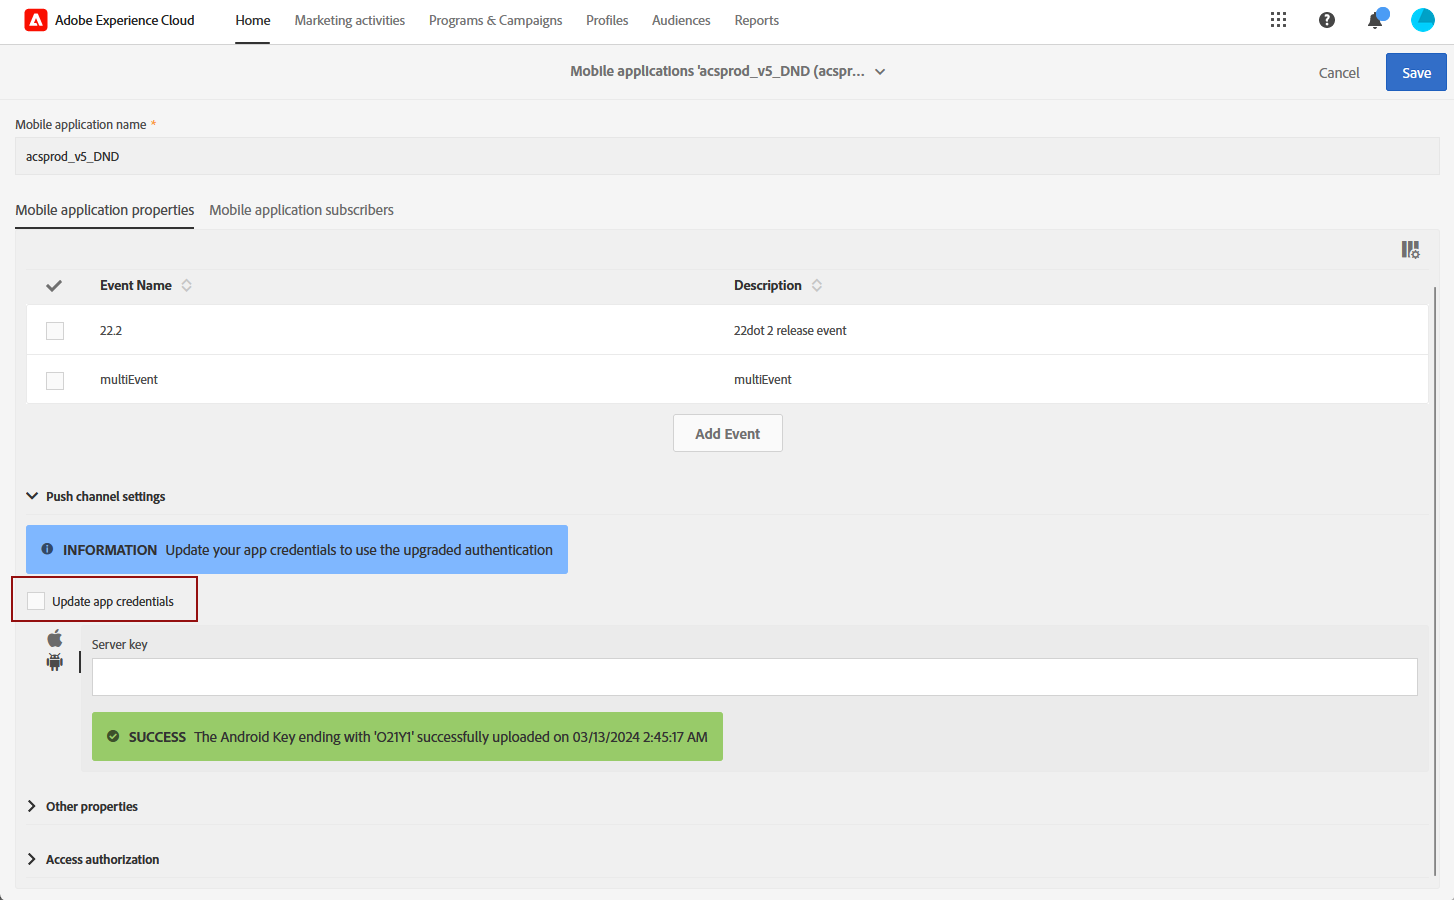 Adobe Experience Cloud Home Marketing activities Programs & Campaigns Profiles Audiences Reports
Mobile applications 'acsprod_v5_DND (acspr... Cancel Save
Mobile application name *
acsprod_v5_DND
Mobile application properties Mobile application subscribers
Event Name Description
22.2 22dot 2 release event
multiEvent multiEvent
Add Event
Push channel settings
INFORMATION Update your app credentials to use the upgraded authentication
Update app credentials
Server key
SUCCESS The Android Key ending with 'O21Y1' successfully uploaded on 03/13/2024 2:45:17 AM
Other properties
Access authorization